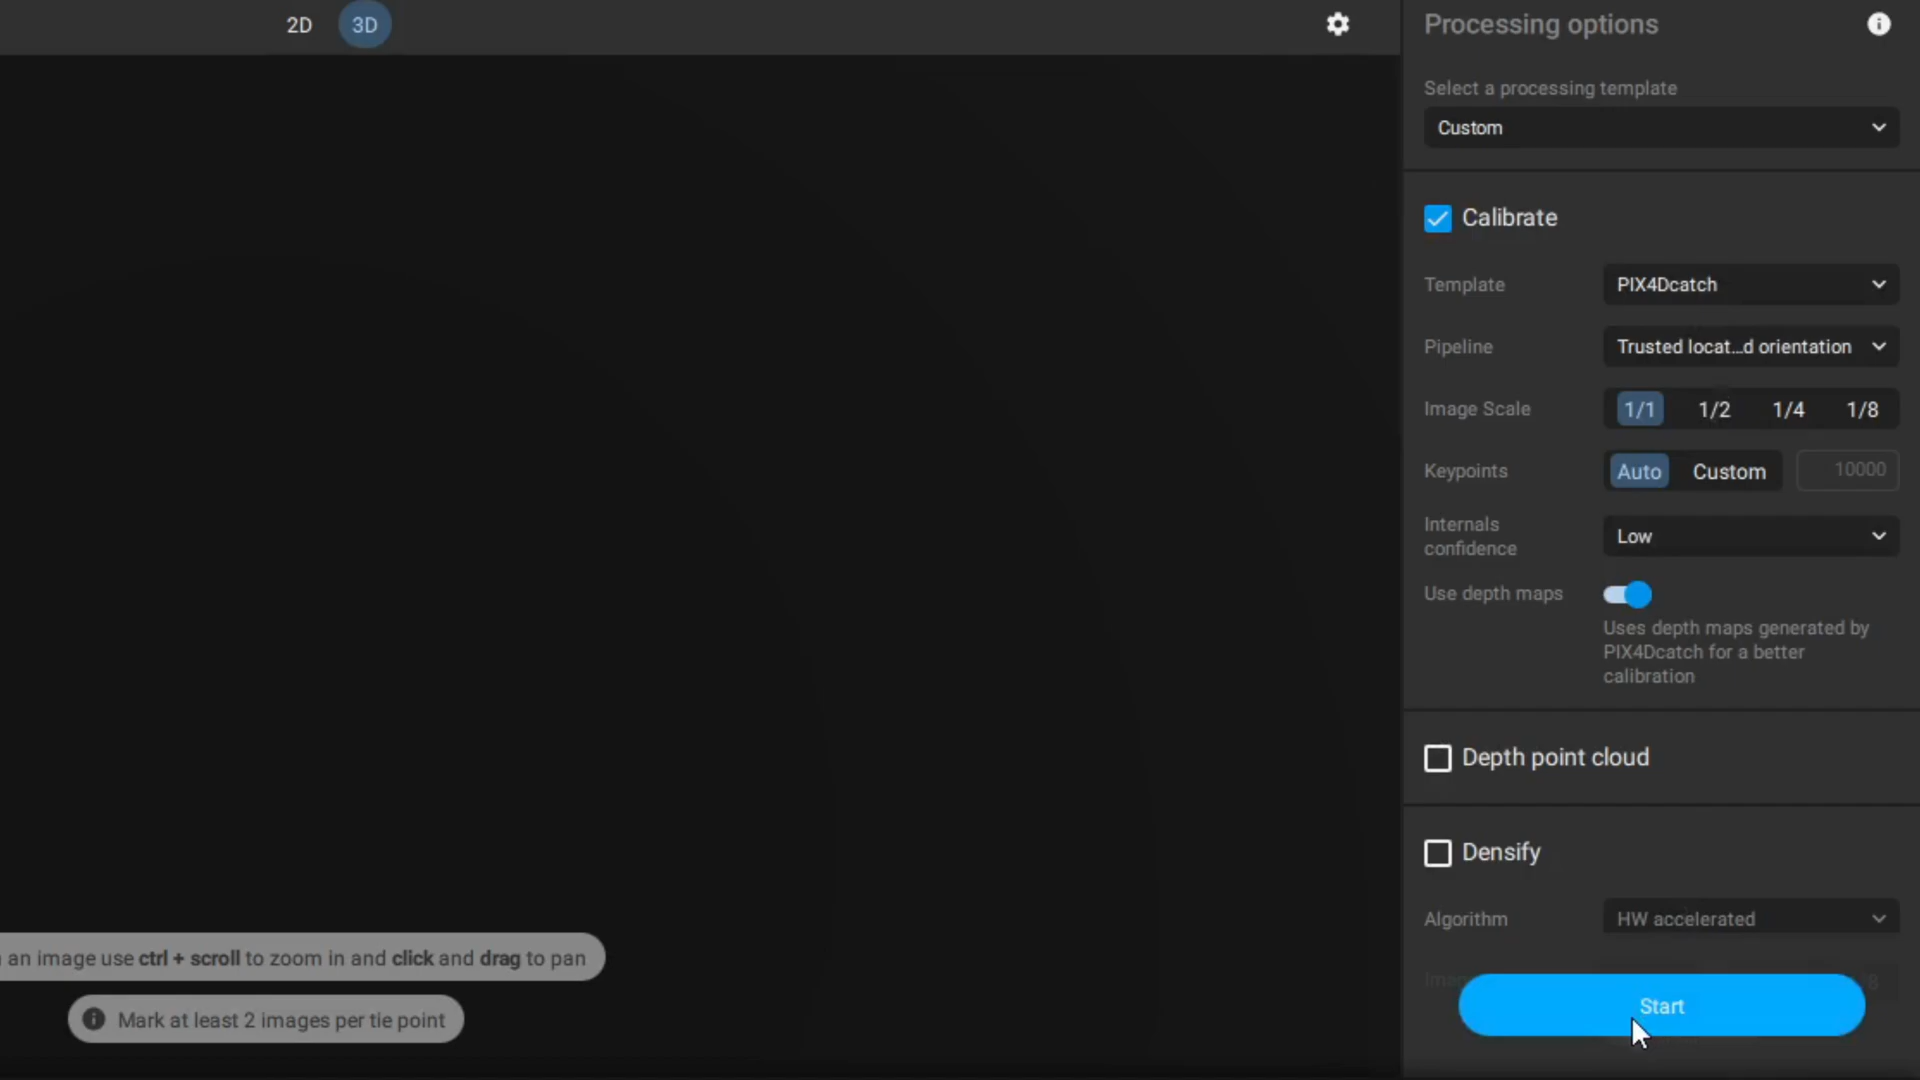 2D 3D
Processing options
Select a processing template
Custom
Calibrate
Template PIX4Dcatch
Pipeline Trusted locat...d orientation
Image Scale 1/1 1/2 1/4 1/8
Keypoints Auto Custom 10000
Internals
confidence
Low
Use depth maps
Uses depth maps generated by
PIX4Dcatch for a better
calibration
Depth point cloud
Densify
Algorithm HW accelerated
an image use ctrl + scroll to zoom in and click and drag to pan
Start
Mark at least 2 images per tie point